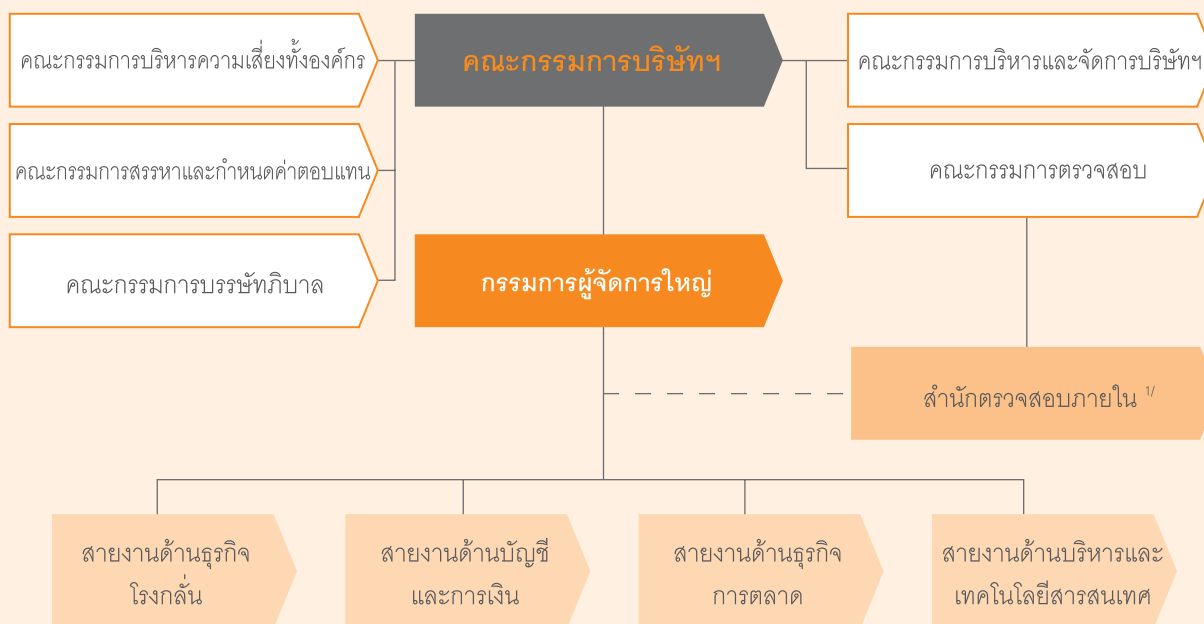 คณะกรรมการบริหารความเสี่ยงทั้งองค์กร
คณะกรรมการบริษัทฯ
คณะกรรมการบริหารและจัดการบริษัทฯ
คณะกรรมการสรรหาและกำหนดค่าตอบแทน
คณะกรรมการตรวจสอบ
คณะกรรมการบรรษัทภิบาล
กรรมการผู้จัดการใหญ่
สำนักตรวจสอบภายใน 1/
สายงานด้านธุรกิจ
โรงกลั่น
สายงานด้านบัญชี
และการเงิน
สายงานด้านธุรกิจ
การตลาด
สายงานด้านบริหารและ
เทคโนโลยีสารสนเทศ